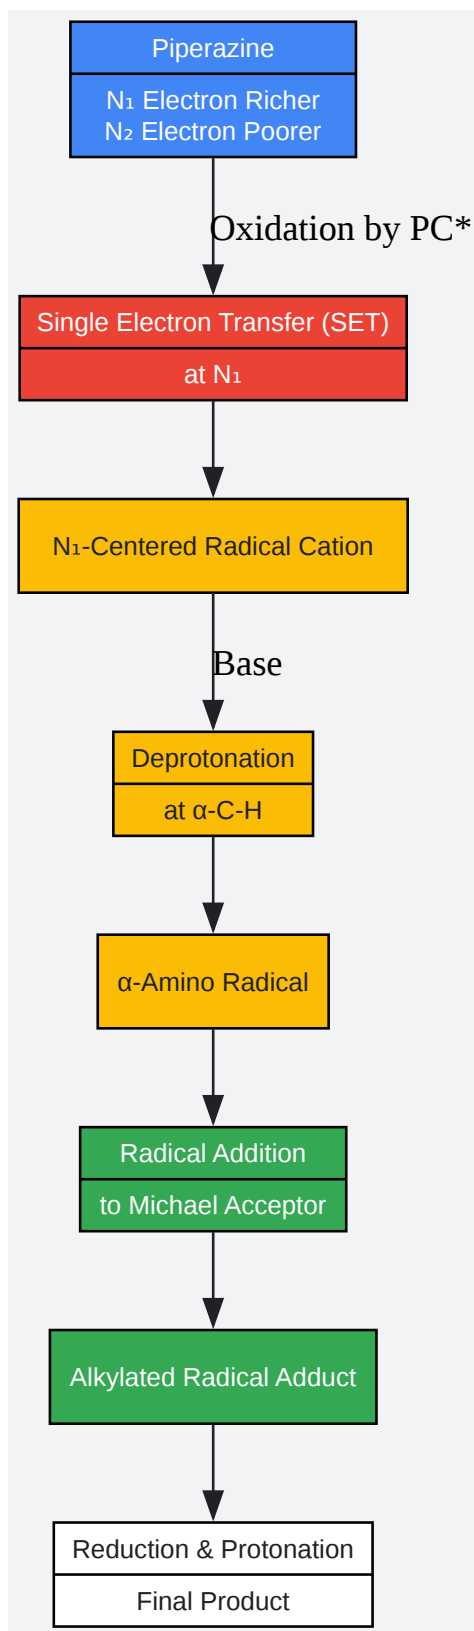 Piperazine
N₁ Electron Richer
N₂ Electron Poorer
Oxidation by PC*
Single Electron Transfer (SET)
at N₁
N₁-Centered Radical Cation
Base
Deprotonation
at α-C-H
α-Amino Radical
Radical Addition
to Michael Acceptor
Alkylated Radical Adduct
Reduction & Protonation
Final Product